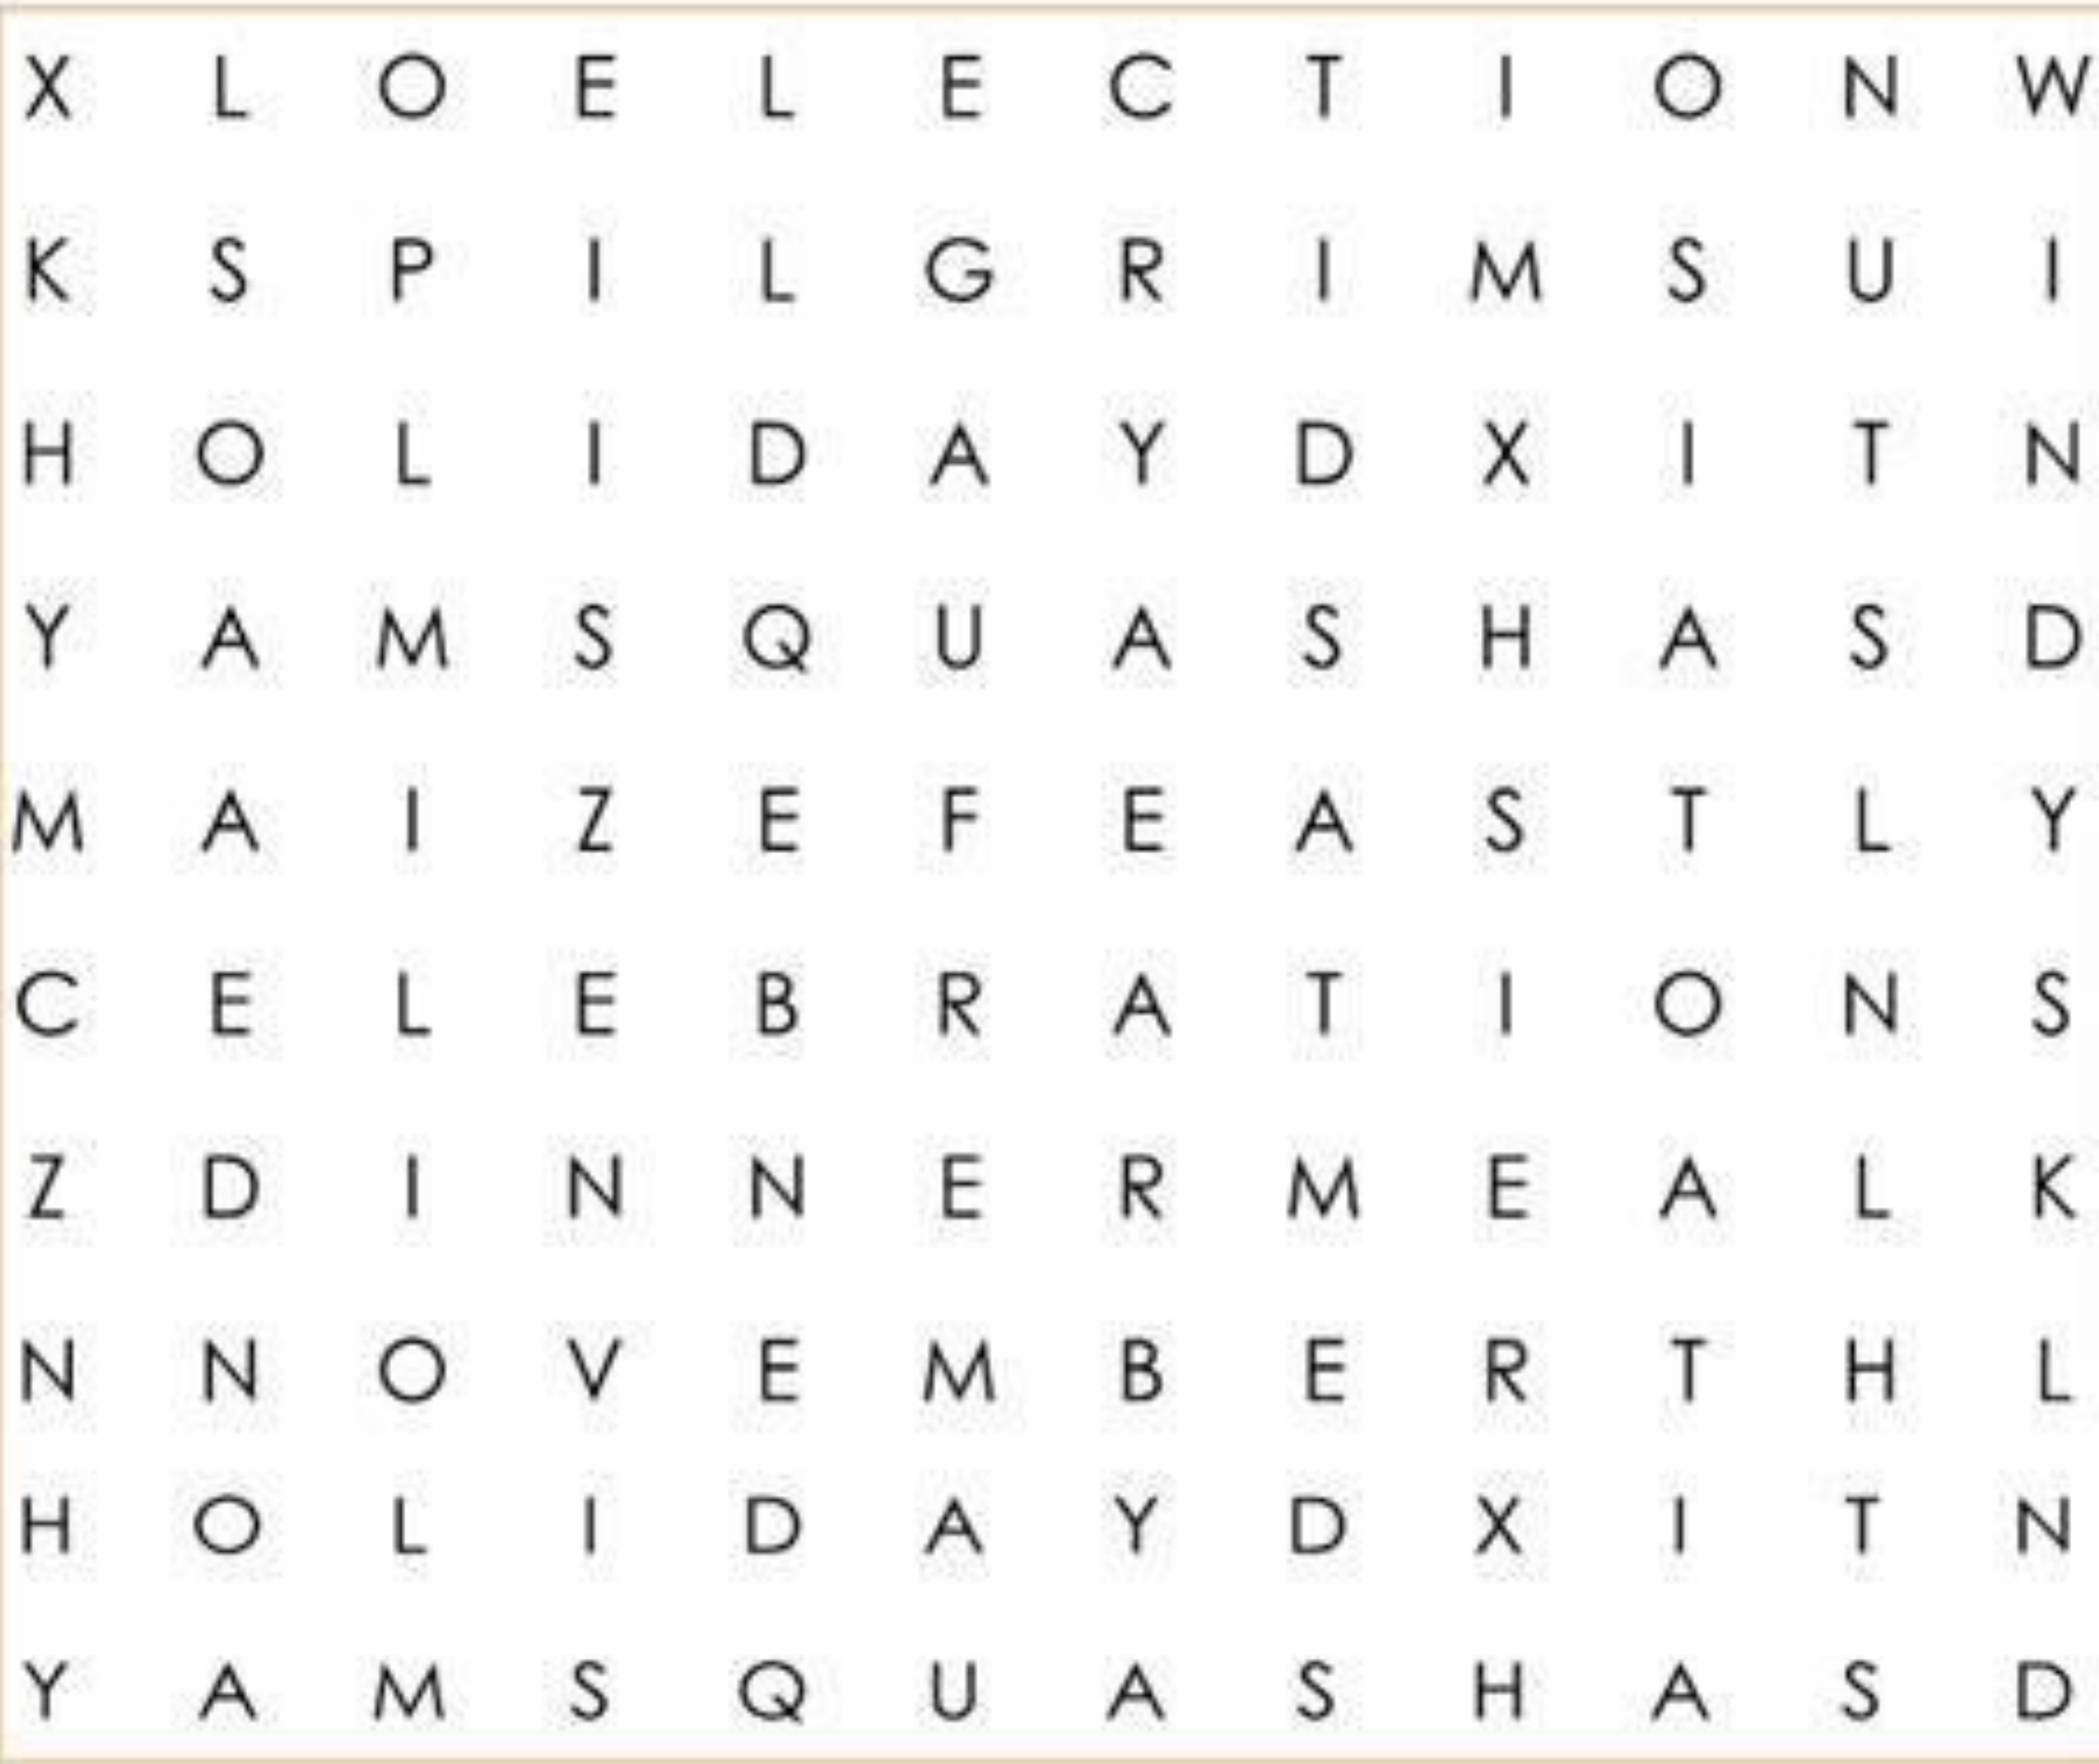 X L O E L E C T I O N W
K S P I L G R I M S U I
H O L I D A Y D X I T N
Y A M S Q U A S H A S D
M A I Z E F E A S T L Y
C E L E B R A T I O N S
Z D I N N E R M E A L K
N N O V E M B E R T H L
H O L I D A Y D X I T N
Y A M S Q U A S H A S D